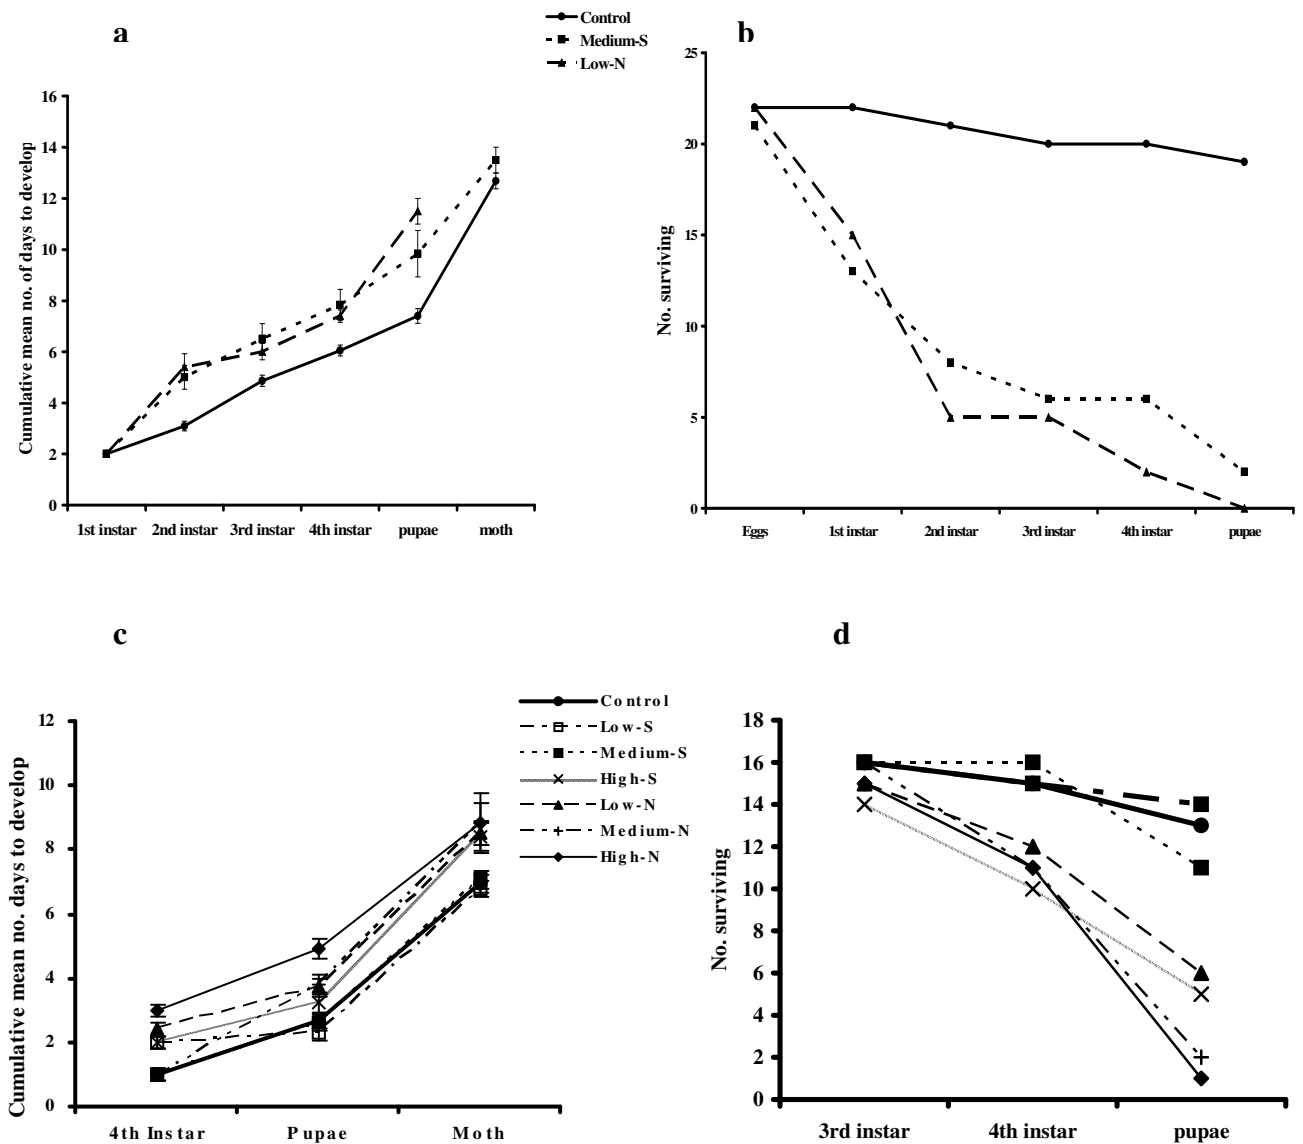 a
Control
Medium-S
Low-N
b
Cumulative mean no. of days to develop
16
14
12
10
8
6
4
2
0
1st instar 2nd instar 3rd instar 4th instar pupae moth
No. surviving
25
20
15
10
5
0
Eggs 1st instar 2nd instar 3rd instar 4th instar pupae
c
Control
Low-S
Medium-S
High-S
Low-N
Medium-N
High-N
d
Cumulative mean no. days to develop
12
10
8
6
4
2
0
4th Instar Pupae Moth
No. surviving
18
16
14
12
10
8
6
4
2
0
3rd instar 4th instar pupae